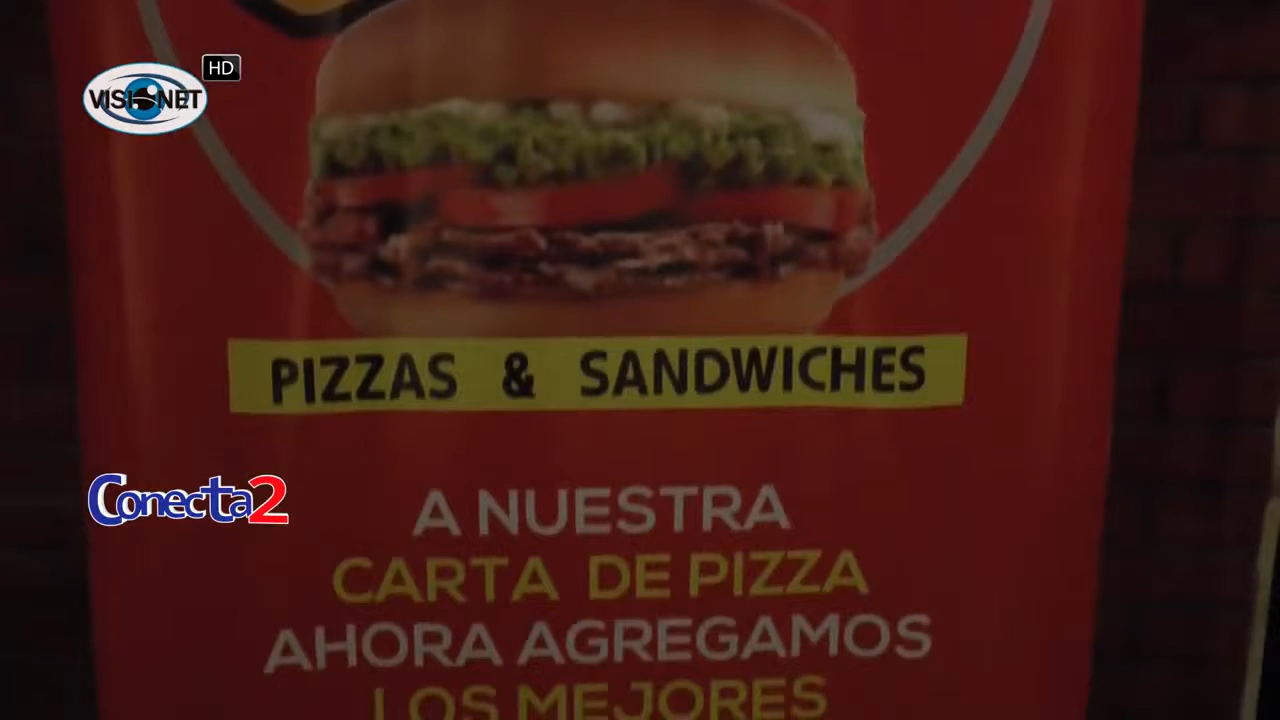 HD
VISIONET
PIZZAS & SANDWICHES
Conecta2
A NUESTRA
CARTA DE PIZZA
AHORA AGREGAMOS
LOS MEJORES